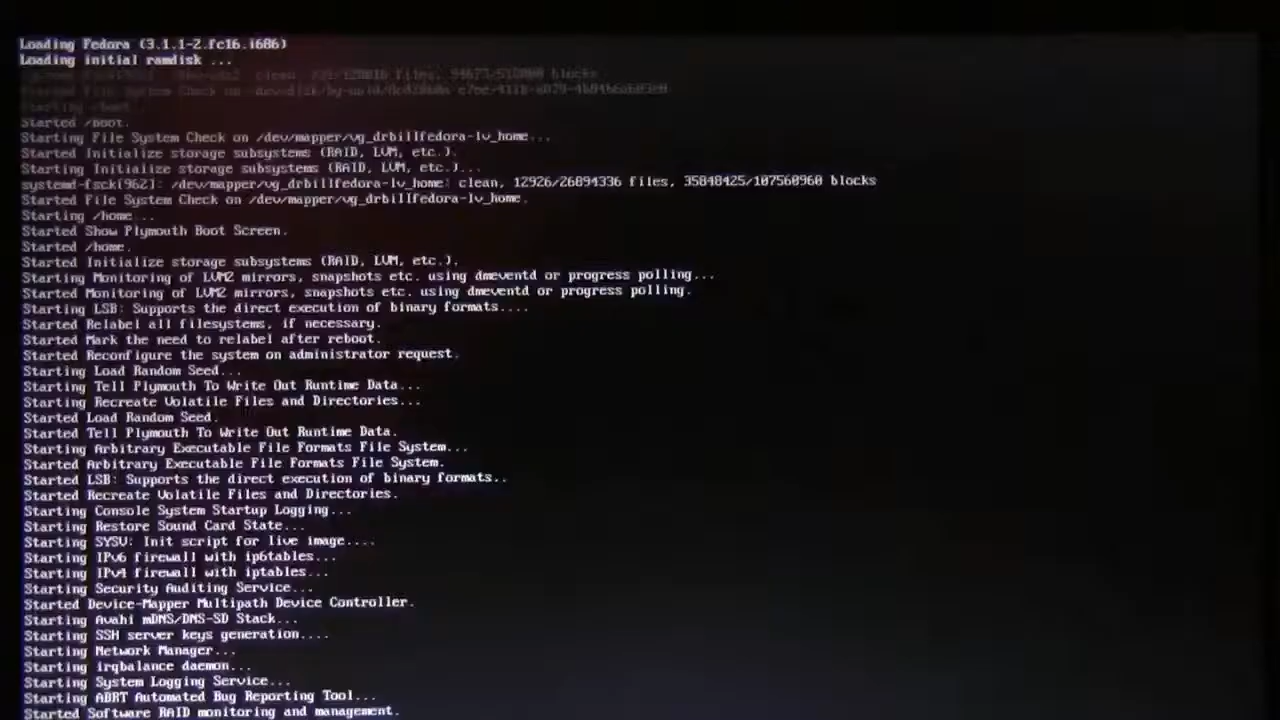 Loading Fedora (3.1.1-2.fc16.i686)
Loading initial ramdisk ...
clean, files, blocks
File System Check on
Starting /boot
Started /boot.
Starting File System Check on /dev/mapper/vg_drbillfedora-lv_home...
Started Initialize storage subsystems (RAID, LVM, etc.).
Starting Initialize storage subsystems (RAID, LVM, etc.)...
systemd-fsck[962]: /dev/mapper/vg_drbillfedora-lv_home: clean, 12926/26894336 files, 35848425/107560960 blocks
Started File System Check on /dev/mapper/vg_drbillfedora-lv_home.
Starting /home...
Started Show Plymouth Boot Screen.
Started /home.
Started Initialize storage subsystems (RAID, LVM, etc.).
Starting Monitoring of LVM2 mirrors, snapshots etc. using dmeventd or progress polling...
Started Monitoring of LVM2 mirrors, snapshots etc. using dmeventd or progress polling.
Starting LSB: Supports the direct execution of binary formats....
Started Relabel all filesystems, if necessary.
Started Mark the need to relabel after reboot.
Started Reconfigure the system on administrator request.
Starting Load Random Seed...
Starting Tell Plymouth To Write Out Runtime Data...
Starting Recreate Volatile Files and Directories...
Started Load Random Seed.
Started Tell Plymouth To Write Out Runtime Data.
Starting Arbitrary Executable File Formats File System...
Started Arbitrary Executable File Formats File System.
Started LSB: Supports the direct execution of binary formats..
Started Recreate Volatile Files and Directories.
Starting Console System Startup Logging...
Starting Restore Sound Card State...
Starting SYSV: Init script for live image....
Starting IPv6 firewall with ip6tables...
Starting IPv4 firewall with iptables...
Starting Security Auditing Service...
Started Device-Mapper Multipath Device Controller.
Starting Avahi mDNS/DNS-SD Stack...
Starting SSH server keys generation....
Starting Network Manager...
Starting irqbalance daemon...
Starting System Logging Service...
Starting ABRT Automated Bug Reporting Tool...
Started Software RAID monitoring and management.